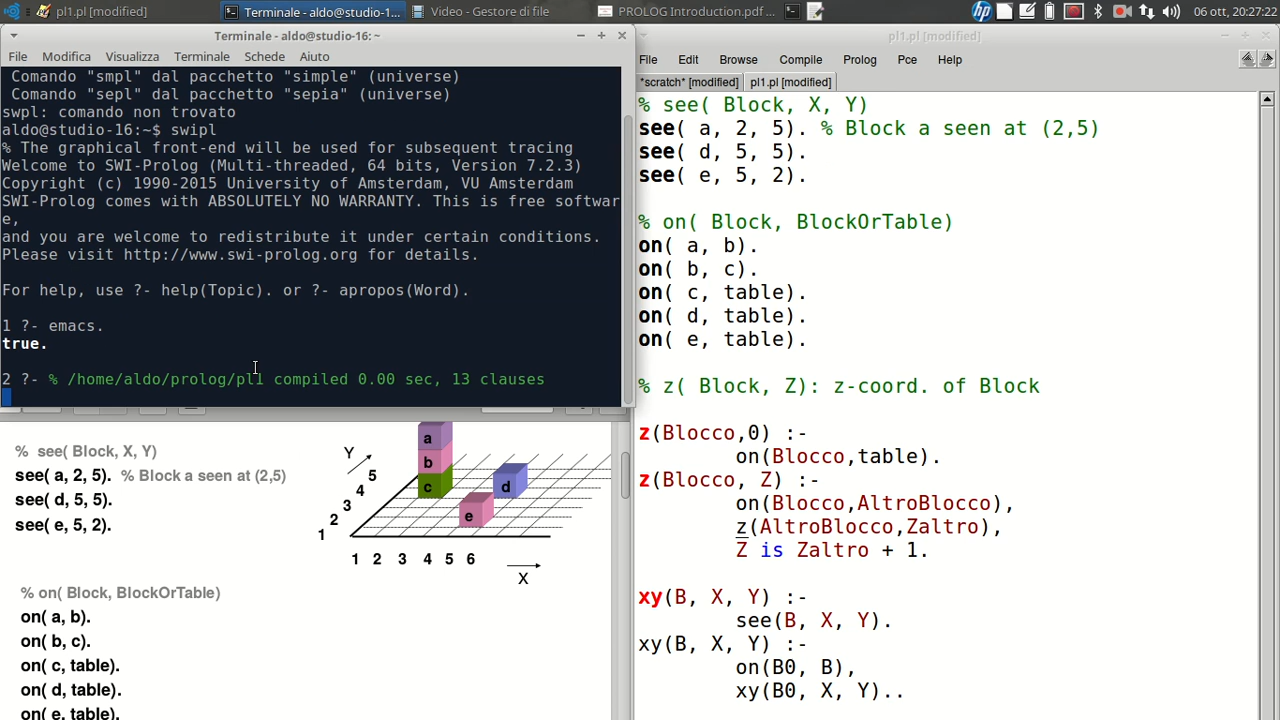 pl1.pl [modified]
Terminale - aldo@studio-1...
Video - Gestore di file
PROLOG Introduction.pdf ...
06 ott, 20:27:22
Terminale - aldo@studio-16: ~
File Modifica Visualizza Terminale Schede Aiuto
Comando "smpl" dal pacchetto "simple" (universe)
Comando "sepl" dal pacchetto "sepia" (universe)
swpl: comando non trovato
aldo@studio-16:~$ swipl
% The graphical front-end will be used for subsequent tracing
Welcome to SWI-Prolog (Multi-threaded, 64 bits, Version 7.2.3)
Copyright (c) 1990-2015 University of Amsterdam, VU Amsterdam
SWI-Prolog comes with ABSOLUTELY NO WARRANTY. This is free softwar
e,
and you are welcome to redistribute it under certain conditions.
Please visit http://www.swi-prolog.org for details.
For help, use ?- help(Topic). or ?- apropos(Word).
1 ?- emacs.
true.
2 ?- % /home/aldo/prolog/pl1 compiled 0.00 sec, 13 clauses
% see( Block, X, Y)
see( a, 2, 5). % Block a seen at (2,5)
see( d, 5, 5).
see( e, 5, 2).
% on( Block, BlockOrTable)
on( a, b).
on( b, c).
on( c, table).
on( d, table).
on( e, table).
Y
5
4
3
2
1
a
b
c
d
e
1 2 3 4 5 6
X
pl1.pl [modified]
File Edit Browse Compile Prolog Pce Help
*scratch* [modified]
pl1.pl [modified]
% see( Block, X, Y)
see( a, 2, 5). % Block a seen at (2,5)
see( d, 5, 5).
see( e, 5, 2).
% on( Block, BlockOrTable)
on( a, b).
on( b, c).
on( c, table).
on( d, table).
on( e, table).
% z( Block, Z): z-coord. of Block
z(Blocco,0) :-
on(Blocco,table).
z(Blocco, Z) :-
on(Blocco,AltroBlocco),
z(AltroBlocco,Zaltro),
Z is Zaltro + 1.
xy(B, X, Y) :-
see(B, X, Y).
xy(B, X, Y) :-
on(B0, B),
xy(B0, X, Y)..